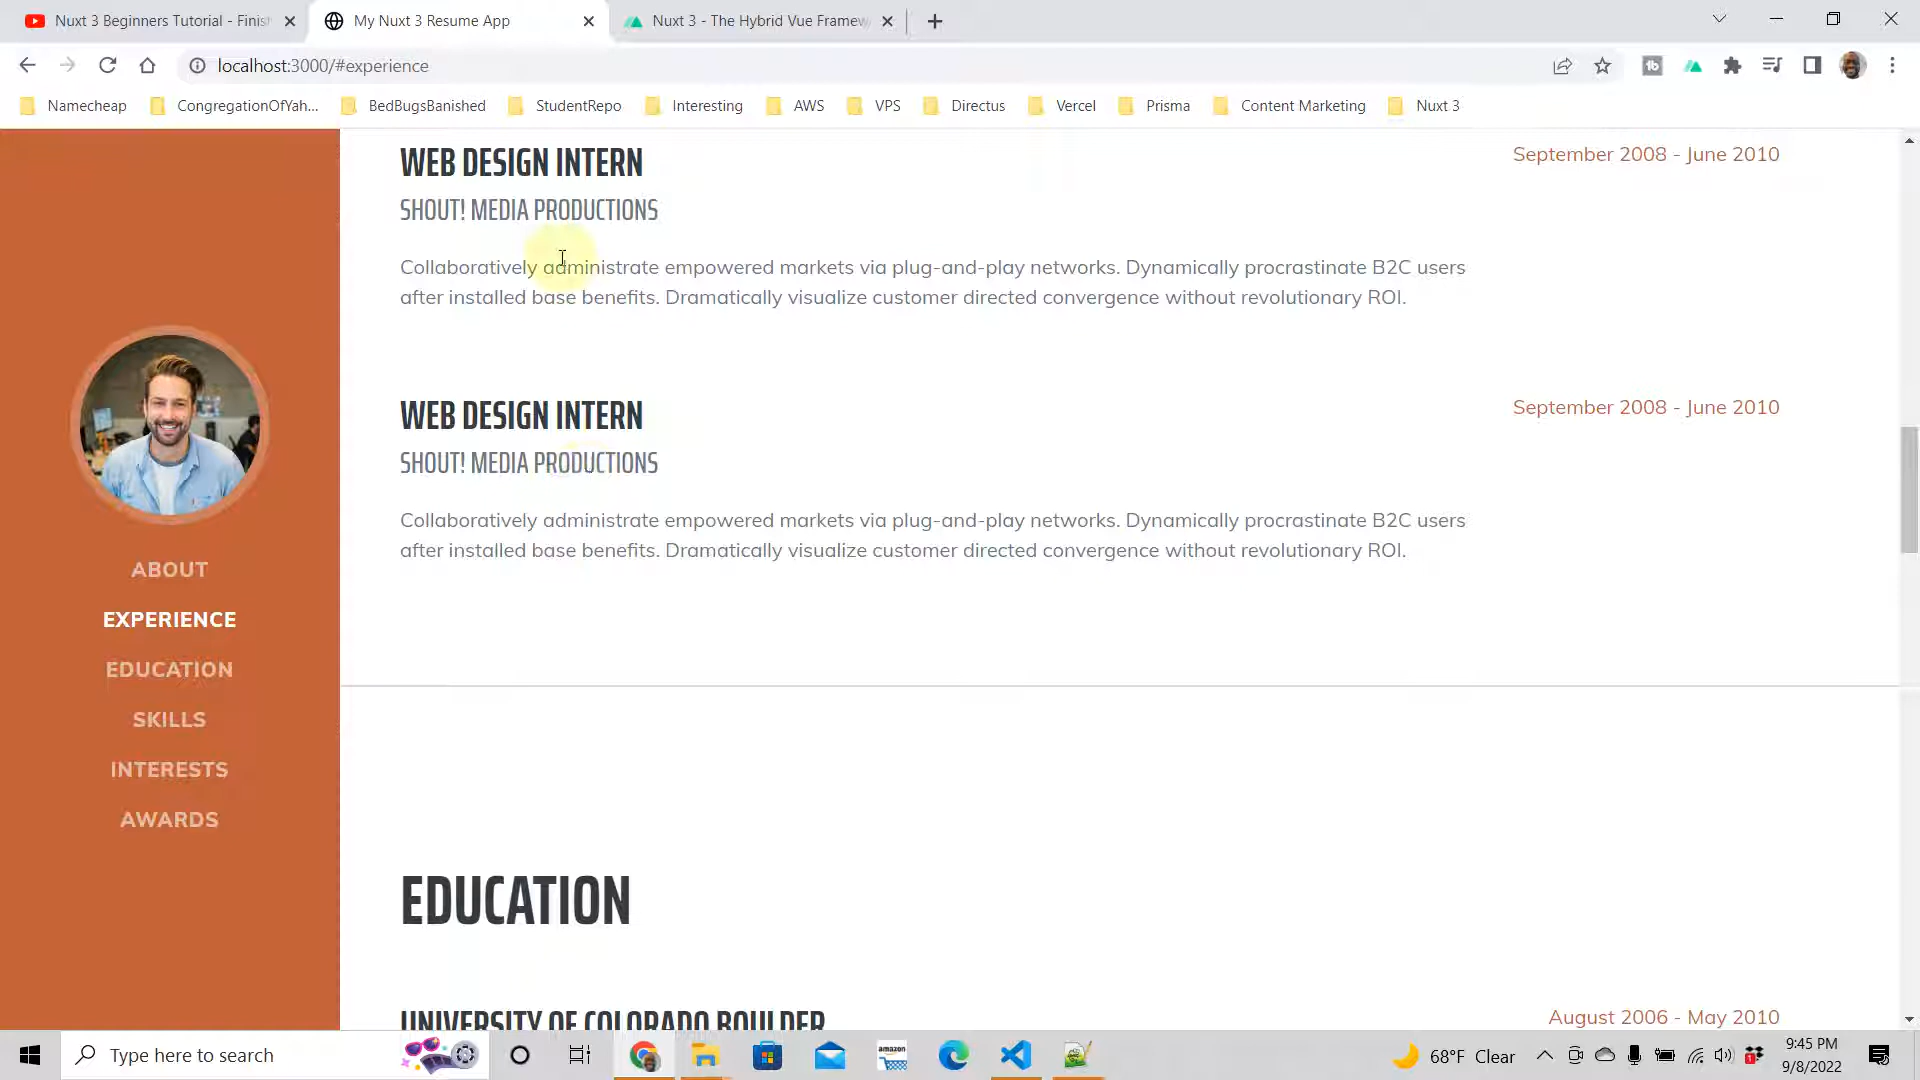 Nuxt 3 Beginners Tutorial - Finis
My Nuxt 3 Resume App
Nuxt 3 - The Hybrid Vue Framew
localhost:3000/#experience
Namecheap
CongregationOfYah...
BedBugsBanished
StudentRepo
Interesting
AWS
VPS
Directus
Vercel
Prisma
Content Marketing
Nuxt 3
WEB DESIGN INTERN
September 2008 - June 2010
SHOUT! MEDIA PRODUCTIONS
Collaboratively administrate empowered markets via plug-and-play networks. Dynamically procrastinate B2C users
after installed base benefits. Dramatically visualize customer directed convergence without revolutionary ROI.
WEB DESIGN INTERN
September 2008 - June 2010
SHOUT! MEDIA PRODUCTIONS
Collaboratively administrate empowered markets via plug-and-play networks. Dynamically procrastinate B2C users
after installed base benefits. Dramatically visualize customer directed convergence without revolutionary ROI.
ABOUT
EXPERIENCE
EDUCATION
SKILLS
INTERESTS
AWARDS
EDUCATION
UNIVERSITY OF COLORADO BOULDER
August 2006 - May 2010
Type here to search
amazon
68°F Clear
9:45 PM
9/8/2022